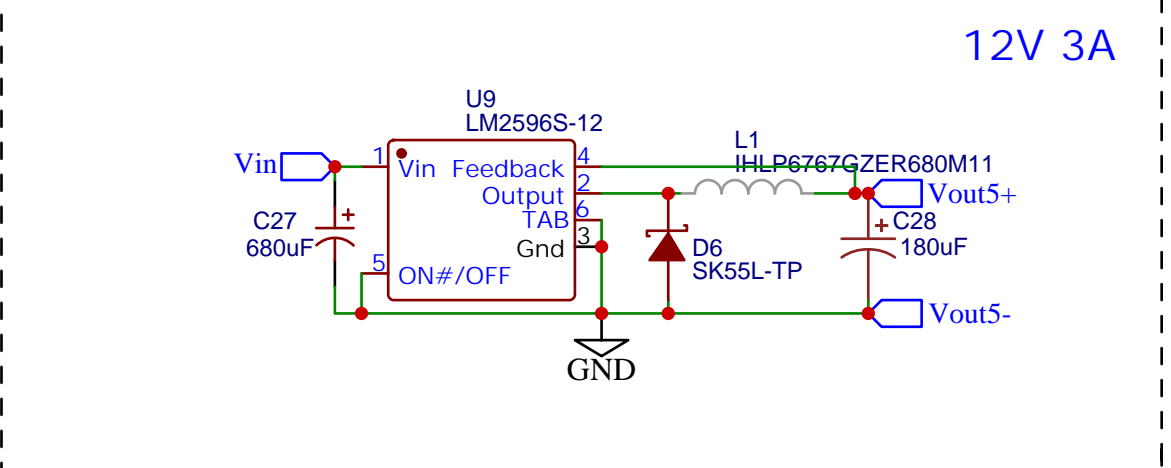 12V 3A
U9
LM2596S-12
L1
IHLP6767GZER680M11
Vin
1
Vin
Feedback
4
Output
2
Vout5+
TAB
6
C27
680uF
+
Gnd
3
D6
SK55L-TP
+
C28
180uF
5
ON#/OFF
Vout5-
GND